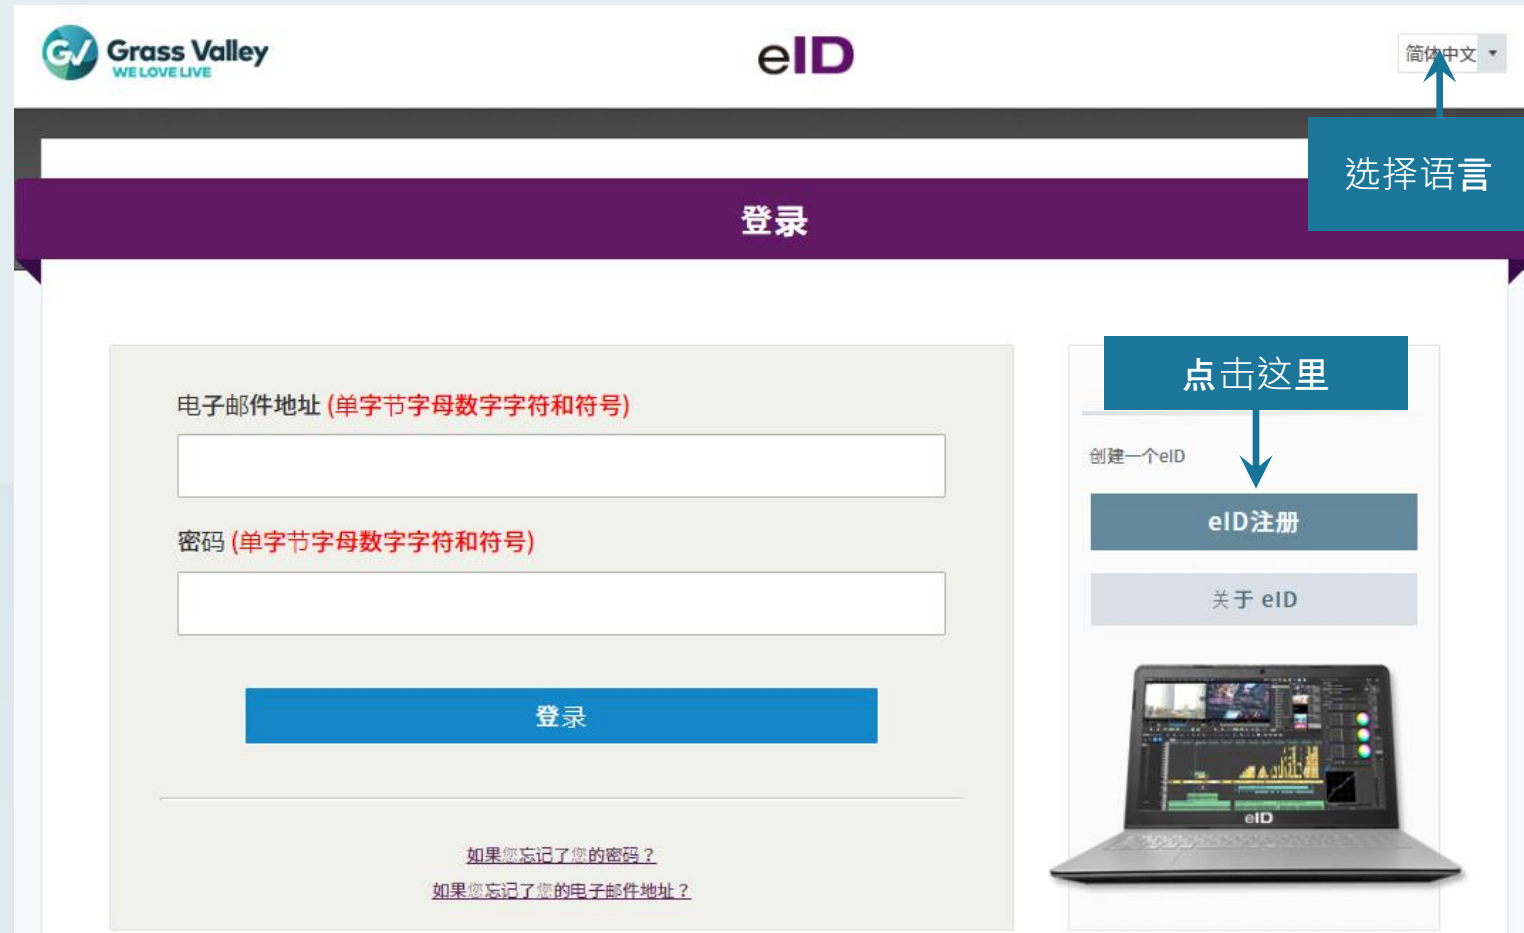 GV Grass Valley
WE LOVE LIVE
eID
简体中文
选择语言
登录
点击这里
电子邮件地址 (单字节字母数字字符和符号)
创建一个eID
eID注册
密码 (单字节字母数字字符和符号)
关于 eID
登录
eID
如果您忘记了您的密码？
如果您忘记了您的电子邮件地址？